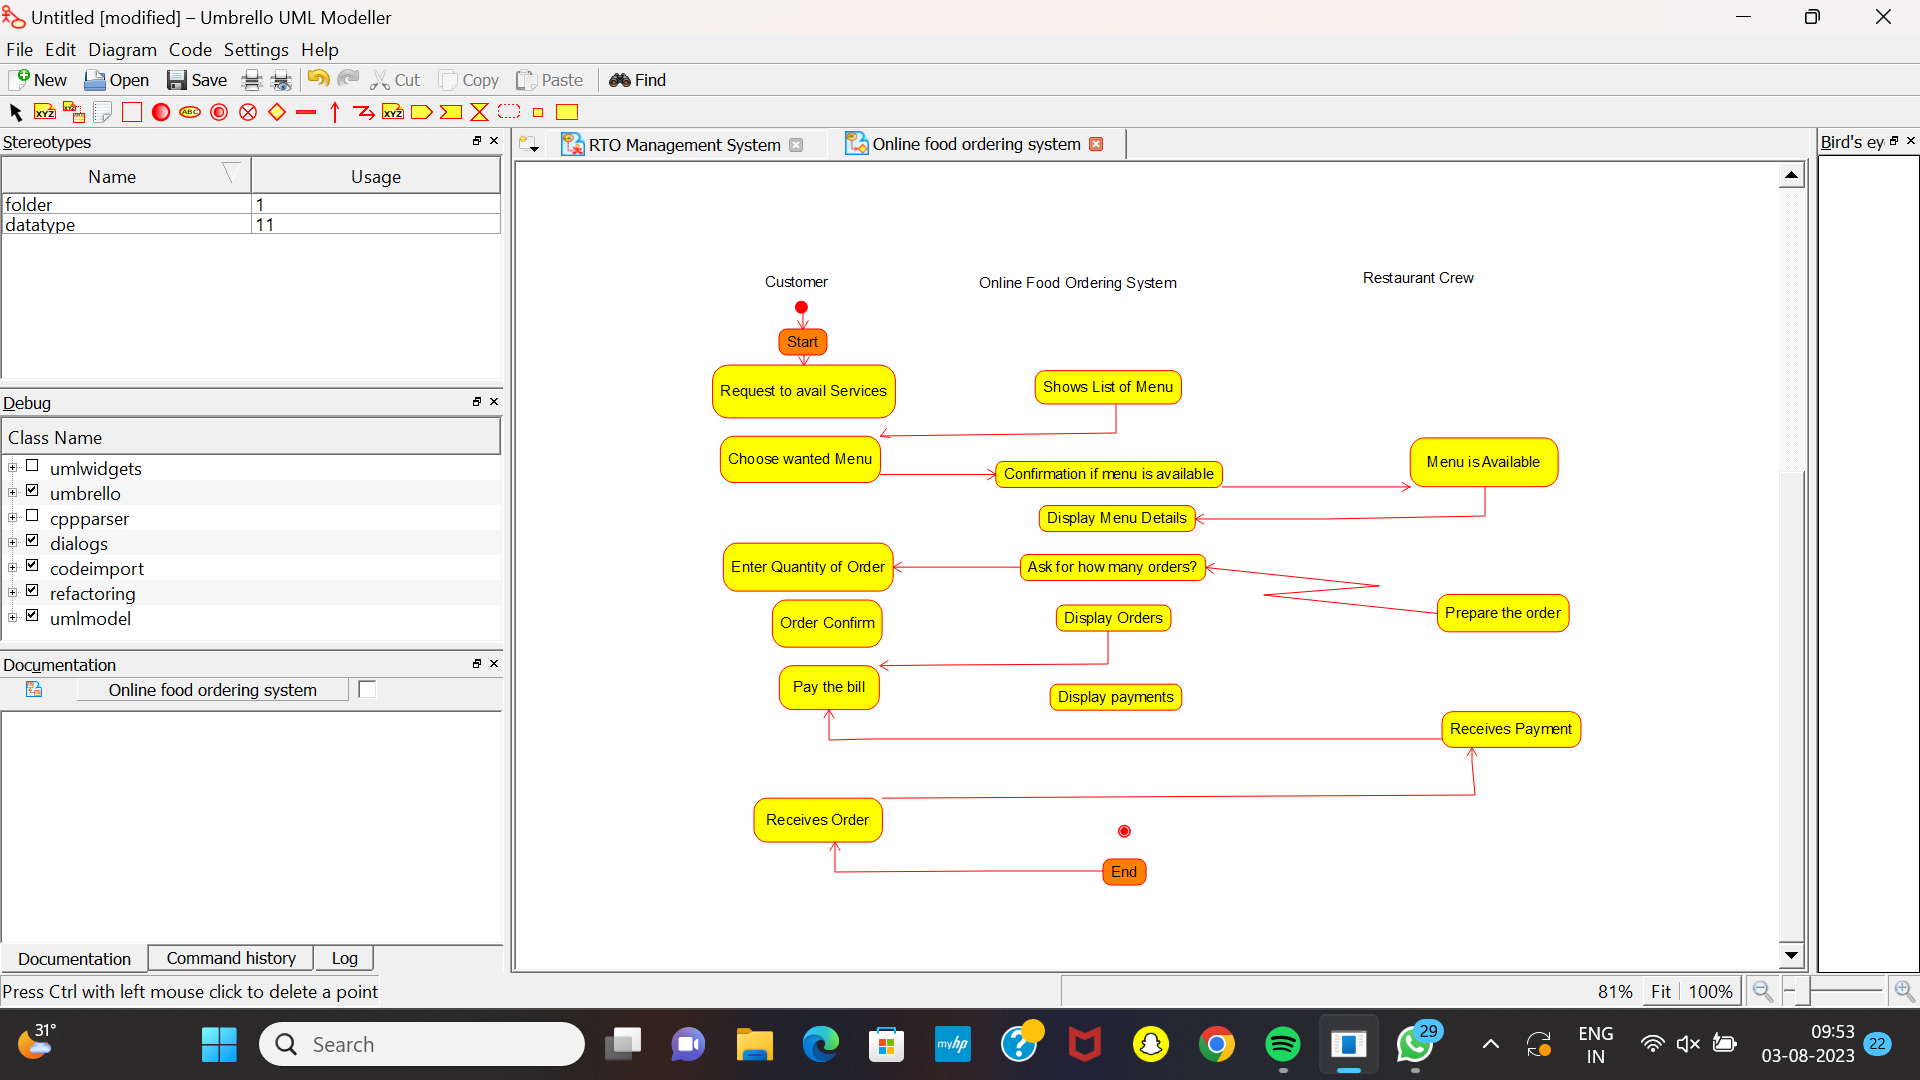 Untitled [modified] – Umbrello UML Modeller
File Edit Diagram Code Settings Help
New Open Save Cut Copy Paste Find
XYZ XYZ ABC XYZ
Stereotypes
Name Usage
folder 1
datatype 11
Debug
Class Name
umlwidgets
umbrello
cppparser
dialogs
codeimport
refactoring
umlmodel
Documentation
Online food ordering system
Documentation Command history Log
RTO Management System
Online food ordering system
Bird's ey
Customer
Online Food Ordering System
Restaurant Crew
Start
Request to avail Services
Shows List of Menu
Choose wanted Menu
Confirmation if menu is available
Menu is Available
Display Menu Details
Enter Quantity of Order
Ask for how many orders?
Prepare the order
Order Confirm
Display Orders
Pay the bill
Display payments
Receives Payment
Receives Order
End
Press Ctrl with left mouse click to delete a point
81% Fit 100%
31°
Search
myhp
29
ENG
IN
09:53
03-08-2023
22